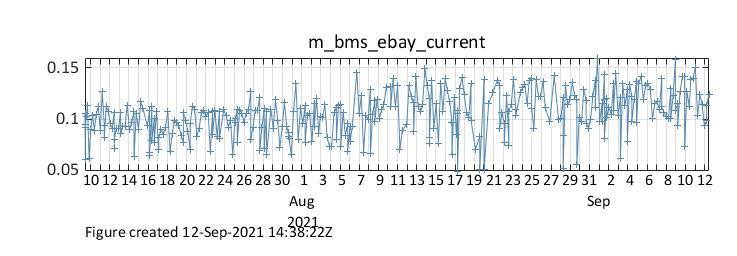 m_bms_ebay_current
0.15
0.1
0.05
10 12 14 16 18 20 22 24 26 28 30 1 3 5 7 9 11 13 15 17 19 21 23 25 27 29 31 2 4 6 8 10 12
Aug Sep
2021
Figure created 12-Sep-2021 14:38:22Z